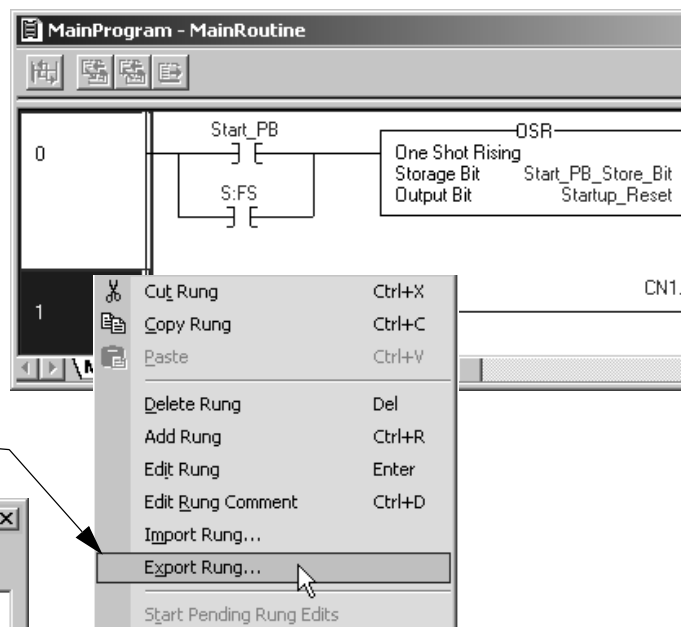 MainProgram - MainRoutine
0
Start_PB
S:FS
OSR
One Shot Rising
Storage Bit Start_PB_Store_Bit
Output Bit Startup_Reset
1
CN1.
Cut Rung Ctrl+X
Copy Rung Ctrl+C
Paste Ctrl+V
Delete Rung Del
Add Rung Ctrl+R
Edit Rung Enter
Edit Rung Comment Ctrl+D
Import Rung...
Export Rung...
Start Pending Rung Edits